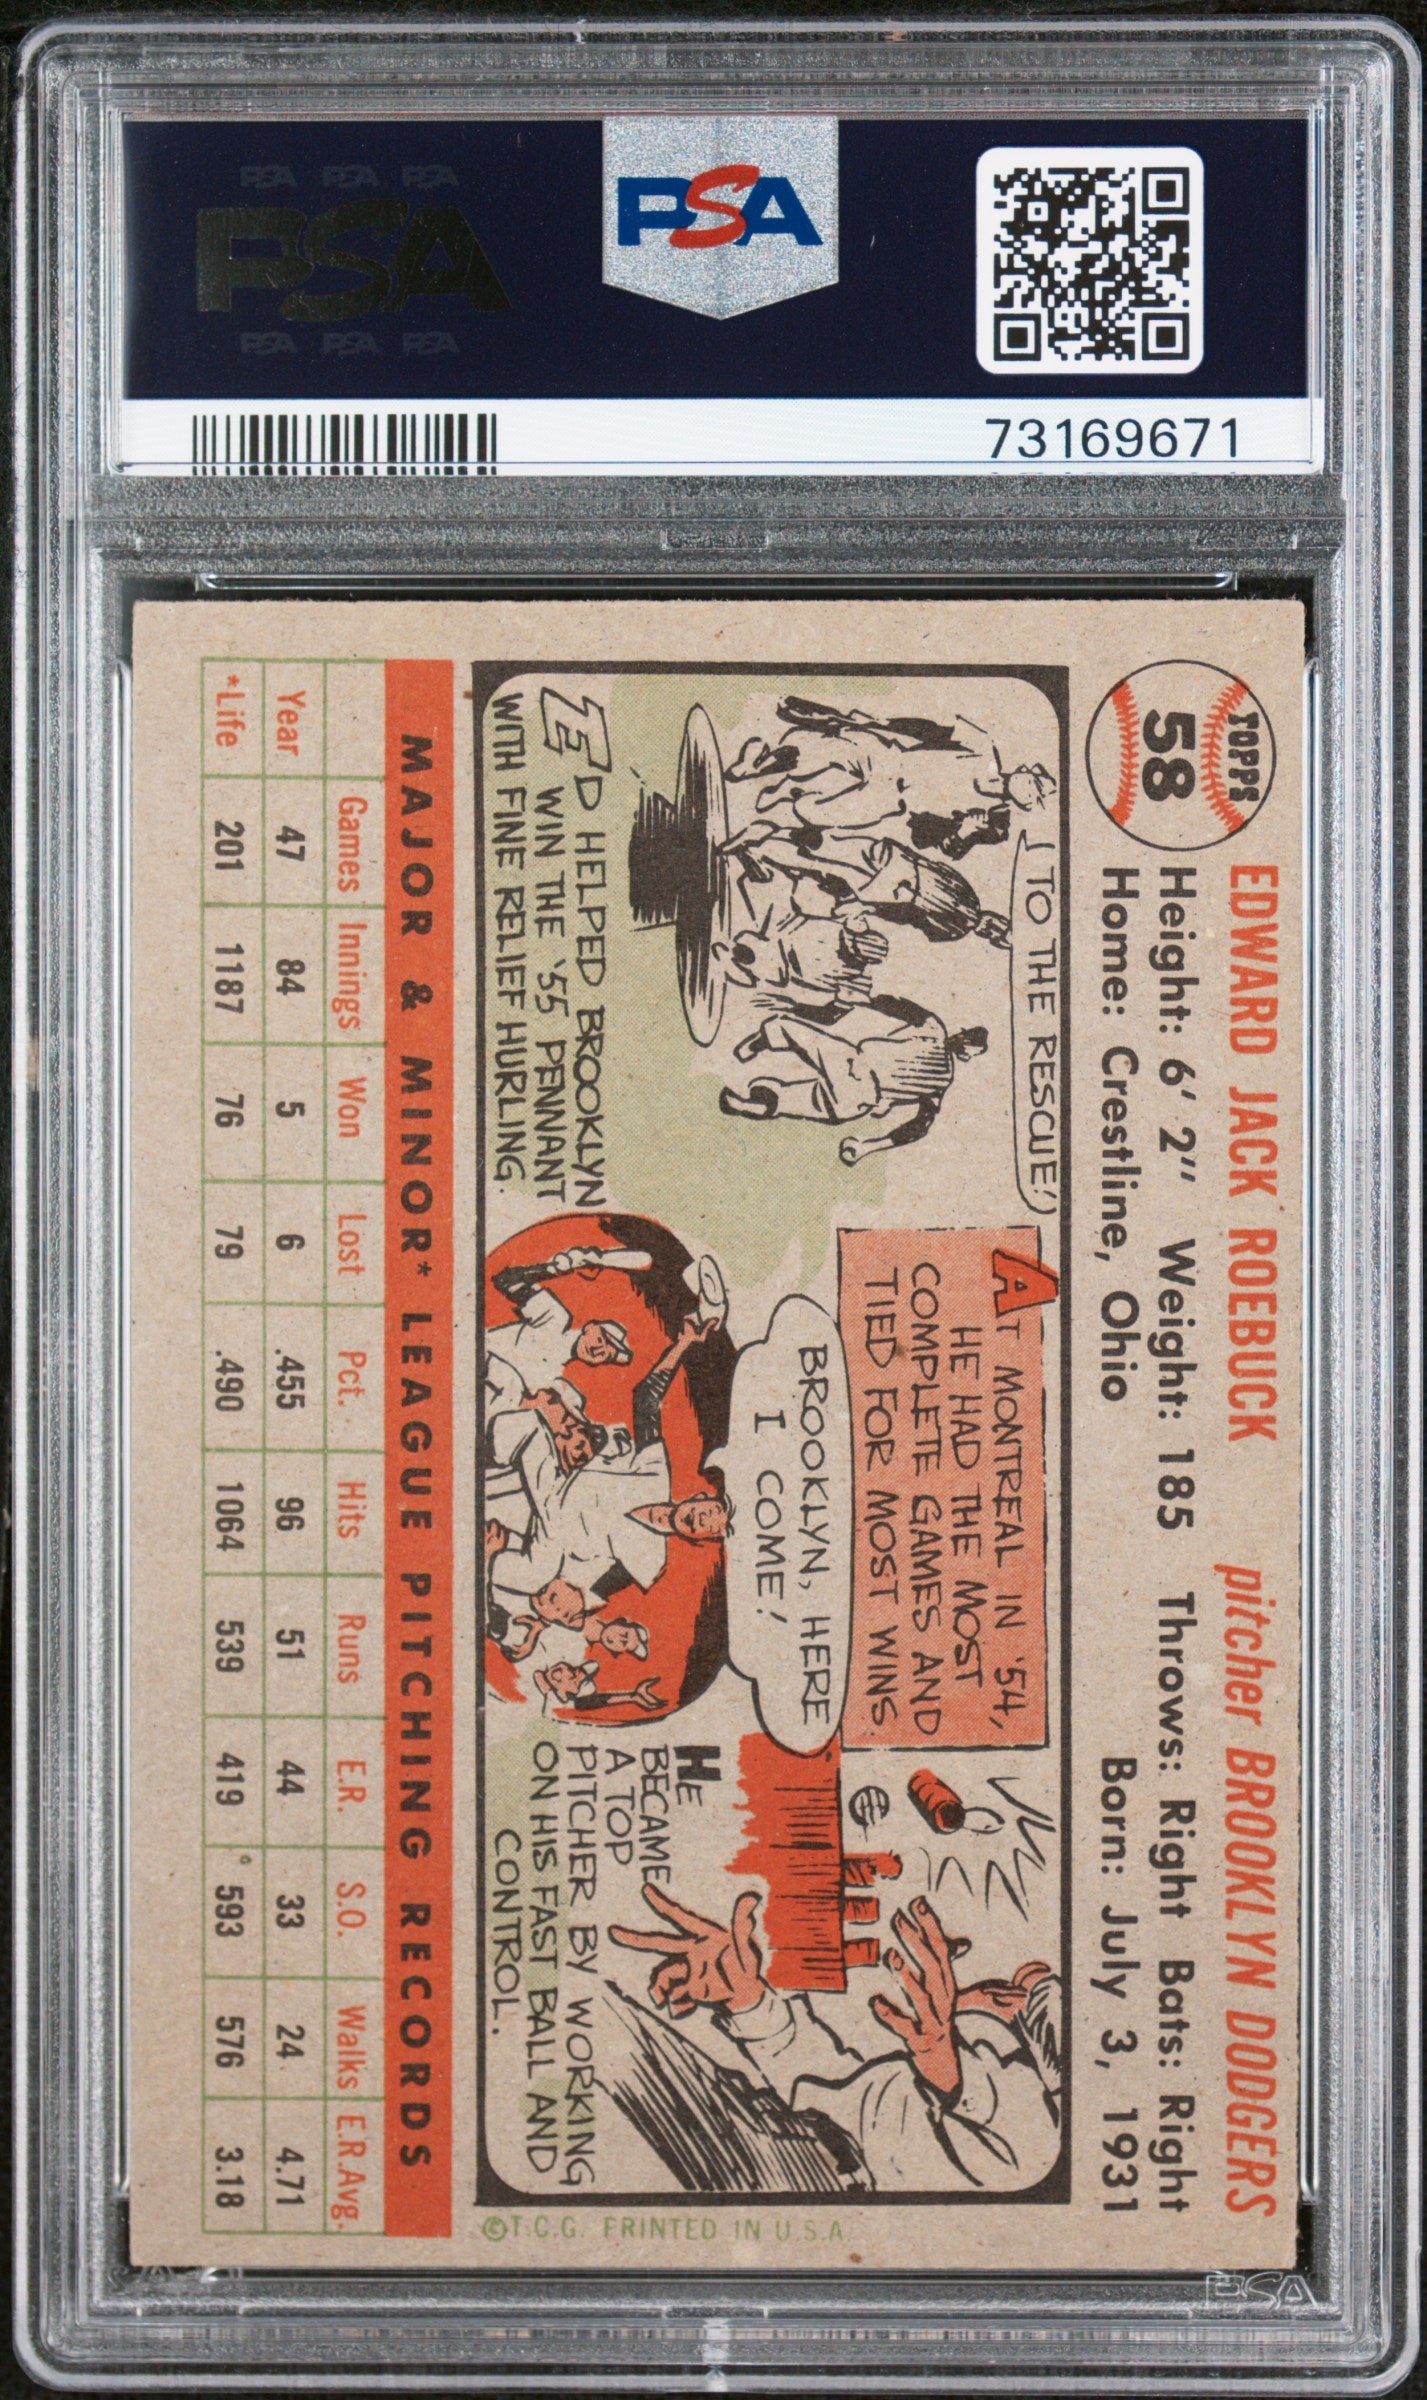 PSA PSA PSA
PSA
PSA PSA PSA
PSA
73169671
TOPPS
58
EDWARD JACK ROEBUCK pitcher BROOKLYN DODGERS
Height: 6' 2" Weight: 185 Throws: Right Bats: Right
Home: Crestline, Ohio Born: July 3, 1931
TO THE RESCUE!
TED HELPED BROOKLYN
WIN THE '55 PENNANT
WITH FINE RELIEF HURLING.
AT MONTREAL IN '54,
HE HAD THE MOST
COMPLETE GAMES AND
TIED FOR MOST WINS.
BROOKLYN, HERE
I COME!
HE
BECAME
A TOP
PITCHER BY WORKING
ON HIS FAST BALL AND
CONTROL.
©T.C.G. PRINTED IN U.S.A.
MAJOR & MINOR* LEAGUE PITCHING RECORDS
Games Innings Won Lost Pct. Hits Runs E.R. S.O. Walks E.R.Avg.
Year 47 84 5 6 .455 96 51 44 33 24 4.71
*Life 201 1187 76 79 .490 1064 539 419 593 576 3.18
PSA